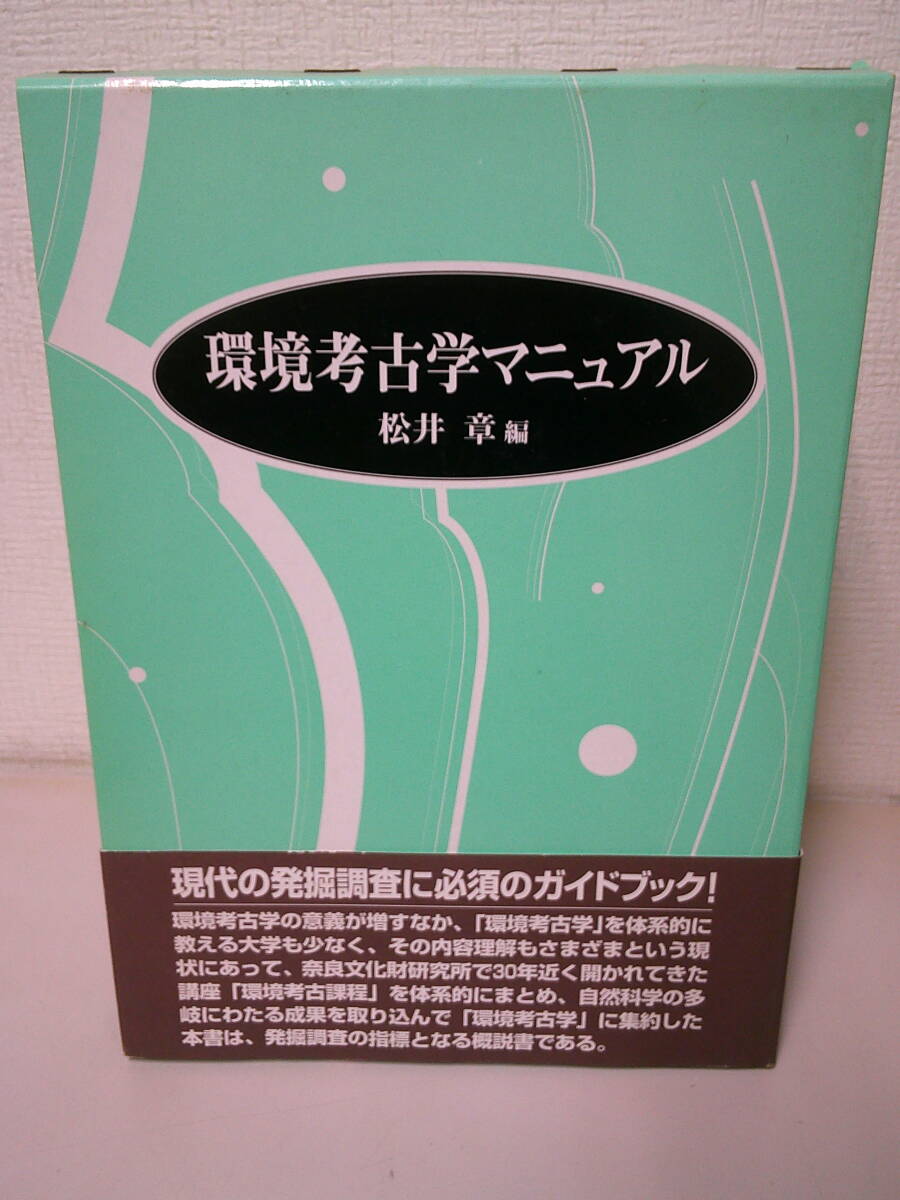 環境考古学マニュアル
松井 章 編
現代の発掘調査に必須のガイドブック!
環境考古学の意義が増すなか、「環境考古学」を体系的に
教える大学も少なく、その内容理解もさまざまという現
状にあって、奈良文化財研究所で30年近く開かれてきた
講座「環境考古課程」を体系的にまとめ、自然科学の多
岐にわたる成果を取り込んで「環境考古学」に集約した
本書は、発掘調査の指標となる概説書である。